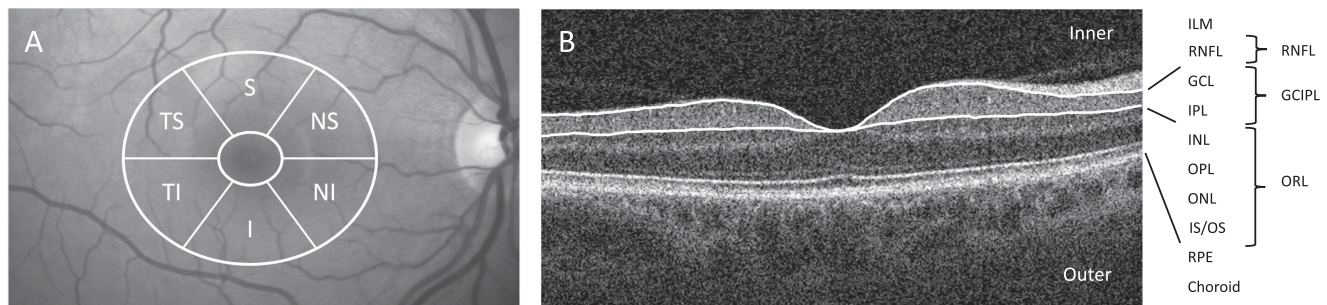 A
S
TS
NS
TI
NI
I
B
Inner
Outer
ILM
RNFL
GCL
IPL
INL
OPL
ONL
IS/OS
RPE
Choroid
RNFL
GCIPL
ORL